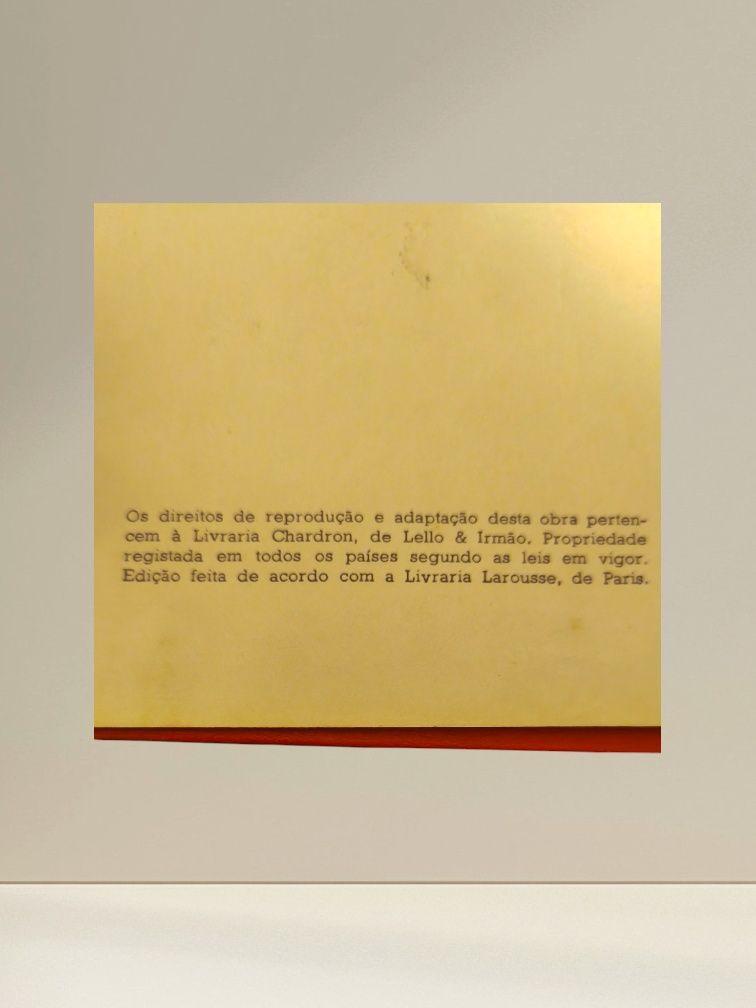 Os direitos de reprodução e adaptação desta obra perten-
cem à Livraria Chardron, de Lello & Irmão. Propriedade
registada em todos os países segundo as leis em vigor.
Edição feita de acordo com a Livraria Larousse, de Paris.